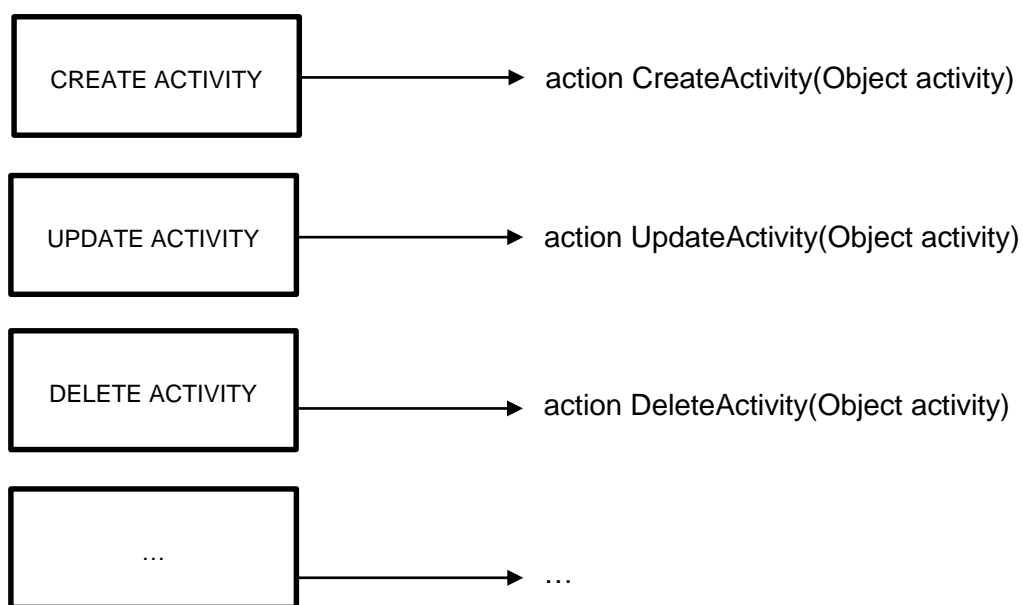 CREATE ACTIVITY
action CreateActivity(Object activity)
UPDATE ACTIVITY
action UpdateActivity(Object activity)
DELETE ACTIVITY
action DeleteActivity(Object activity)
…
…